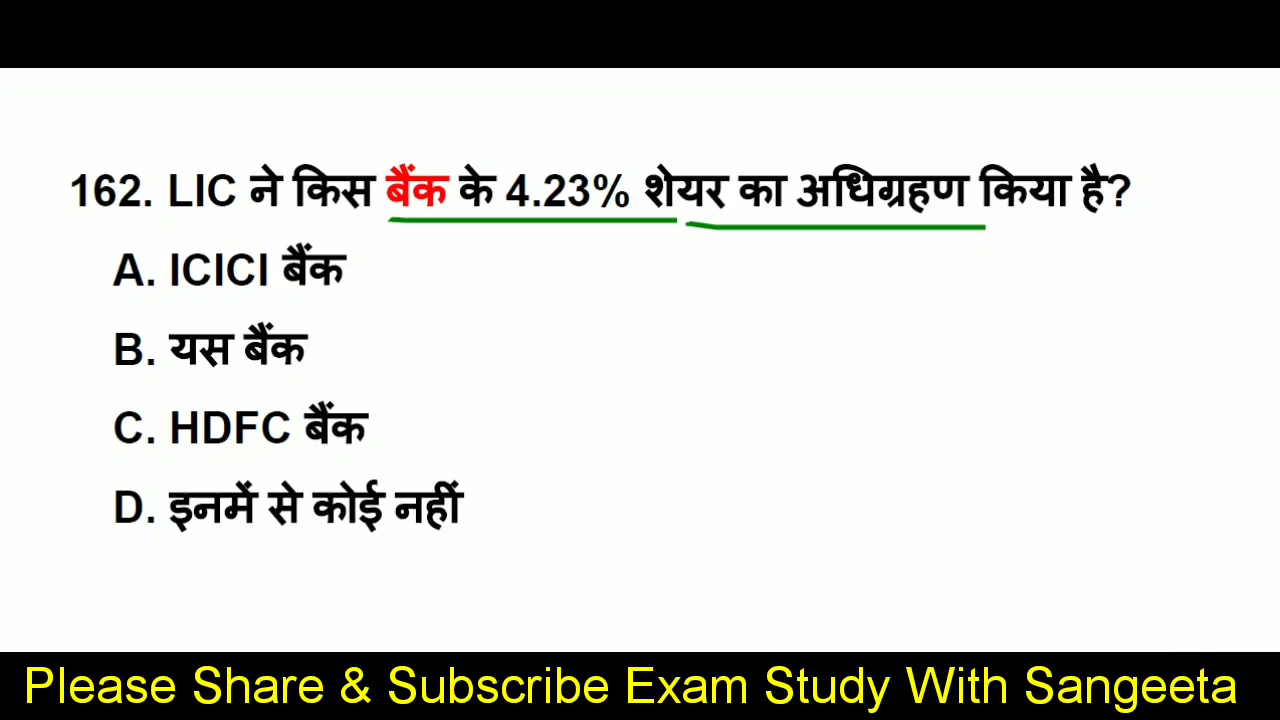 162. LIC ने किस बैंक के 4.23% शेयर का अधिग्रहण किया है?
A. ICICI बैंक
B. यस बैंक
C. HDFC बैंक
D. इनमें से कोई नहीं
Please Share & Subscribe Exam Study With Sangeeta